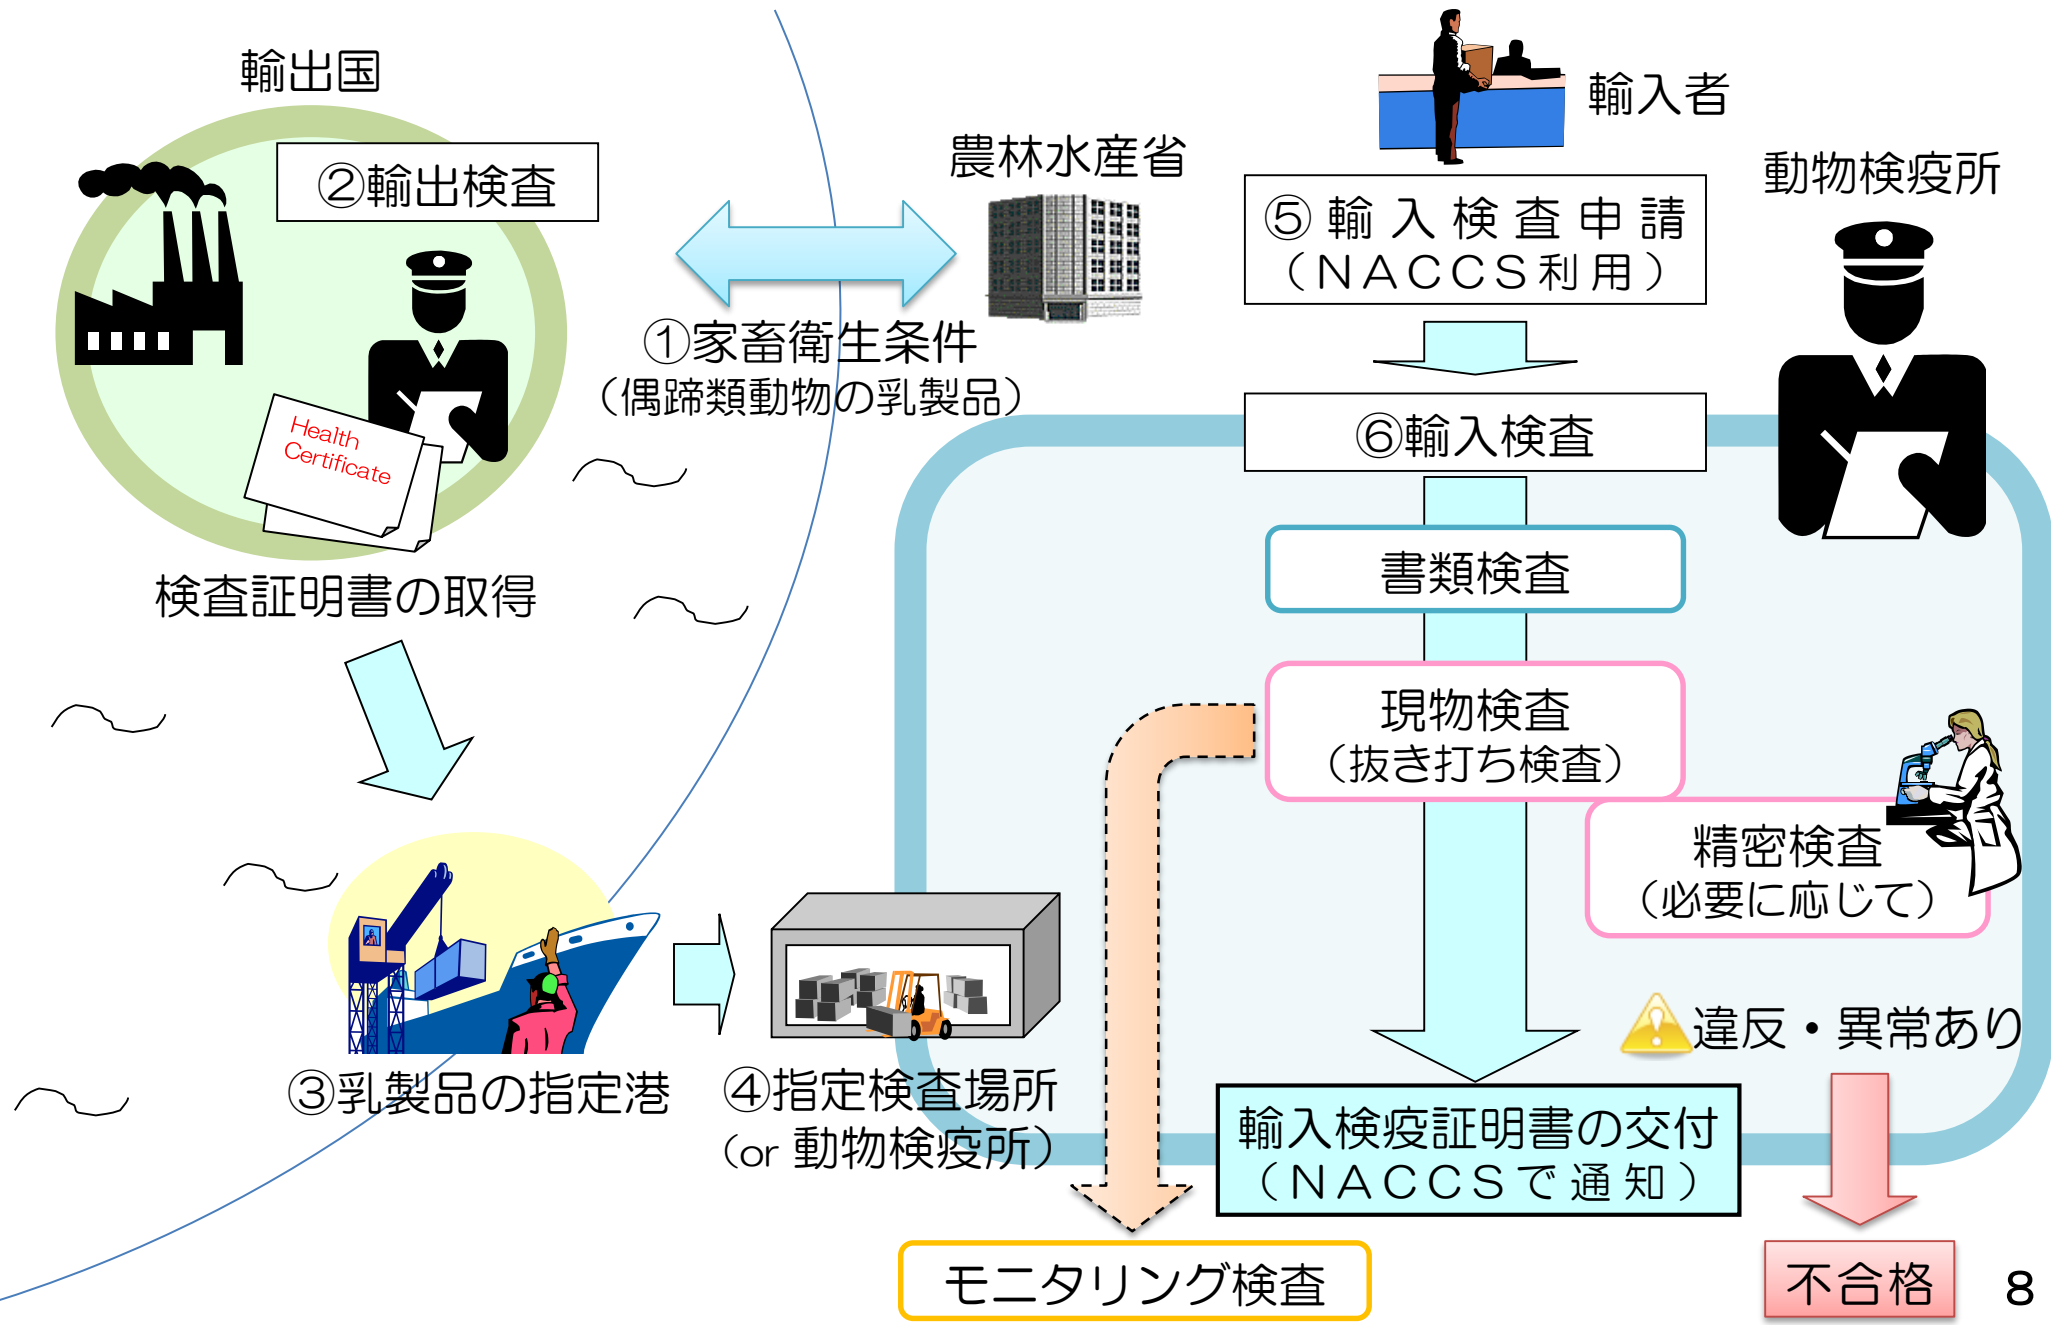 輸出国
②輸出検査
Health
Certificate
検査証明書の取得
農林水産省
①家畜衛生条件
（偶蹄類動物の乳製品）
③乳製品の指定港
④指定検査場所
（or 動物検疫所）
輸入者
動物検疫所
⑤輸入検査申請
（ＮＡＣＣＳ利用）
⑥輸入検査
書類検査
現物検査
（抜き打ち検査）
精密検査
（必要に応じて）
違反・異常あり
輸入検疫証明書の交付
（ＮＡＣＣＳで通知）
モニタリング検査
不合格
8